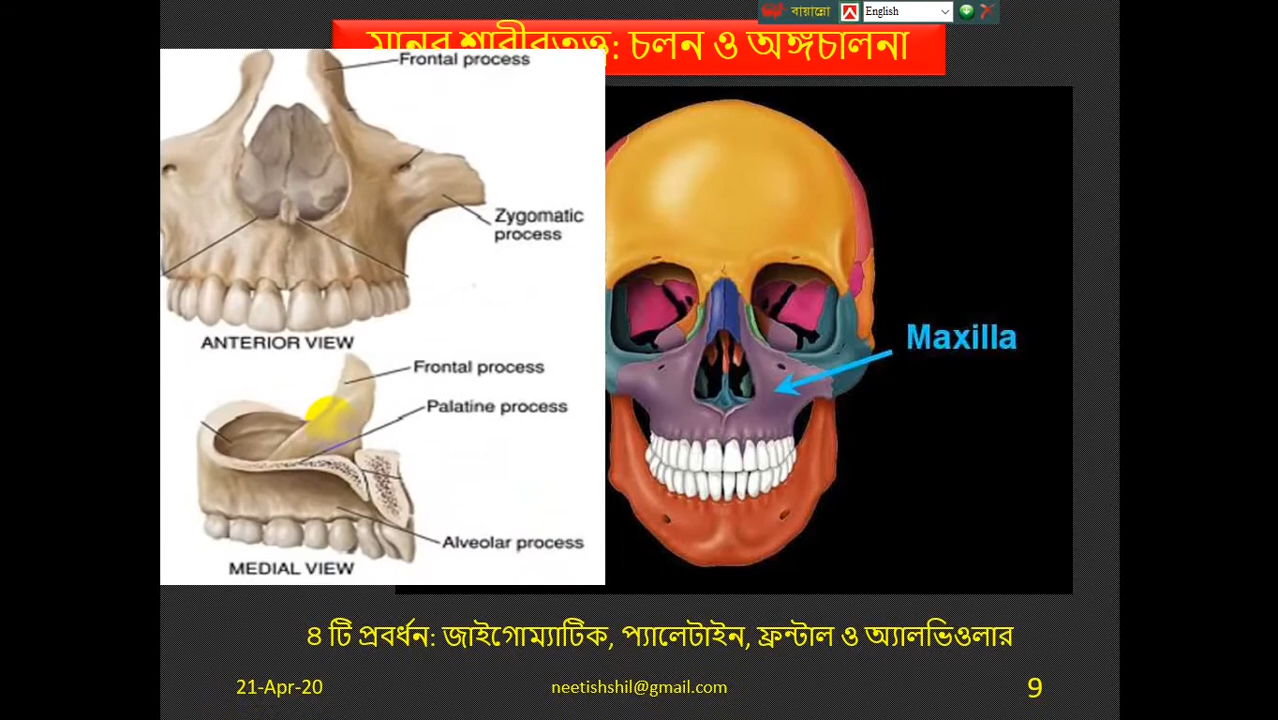 বায়ান্নো
English
মানব শারীরতত্ত্ব: চলন ও অঙ্গচালনা
Frontal process
Zygomatic
process
ANTERIOR VIEW
Maxilla
Frontal process
Palatine process
Alveolar process
MEDIAL VIEW
৪ টি প্রবর্ধন: জাইগোম্যাটিক, প্যালেটাইন, ফ্রন্টাল ও অ্যালভিওলার
21-Apr-20
neetishshil@gmail.com
9